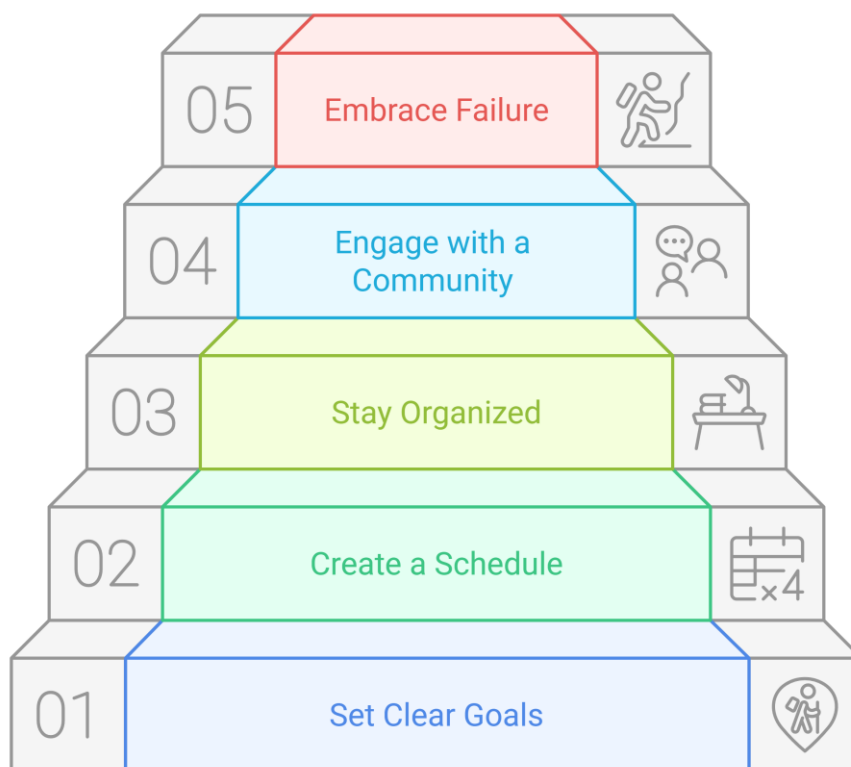 05
Embrace Failure
04
Engage with a
Community
03
Stay Organized
02
Create a Schedule
×4
01
Set Clear Goals